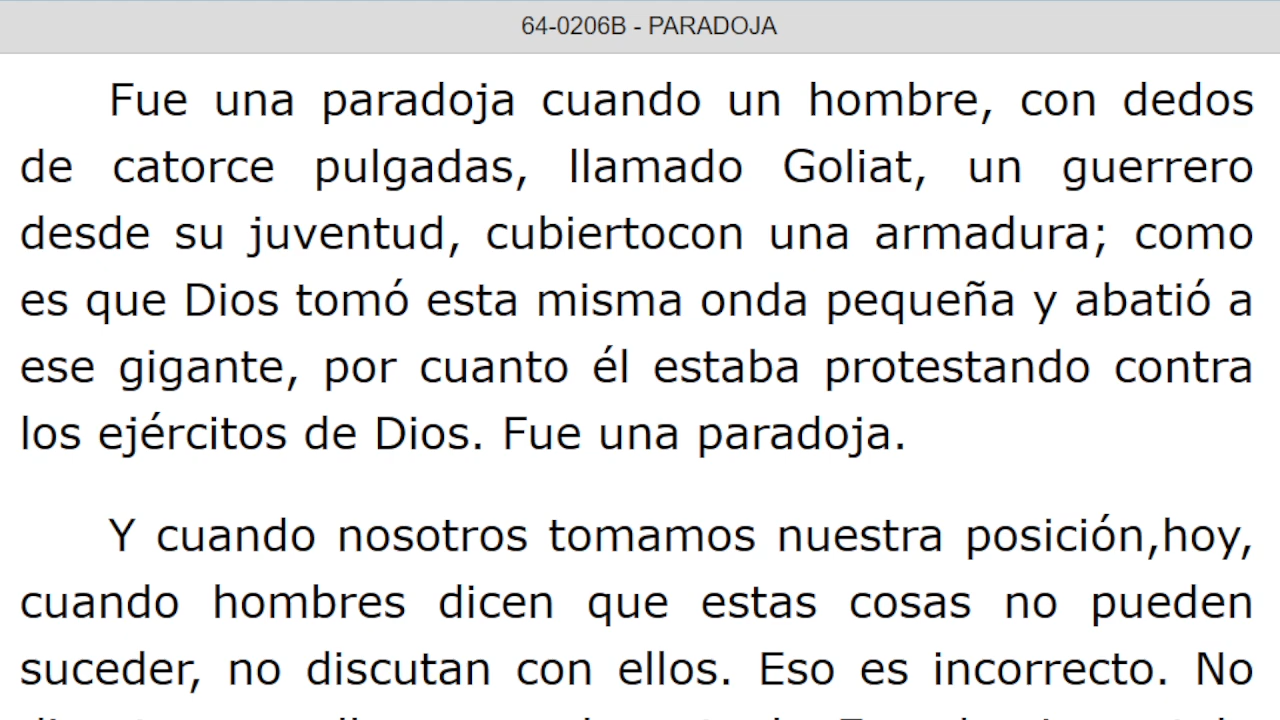 64-0206B - PARADOJA
Fue una paradoja cuando un hombre, con dedos
de catorce pulgadas, llamado Goliat, un guerrero
desde su juventud, cubiertocon una armadura; como
es que Dios tomó esta misma onda pequeña y abatió a
ese gigante, por cuanto él estaba protestando contra
los ejércitos de Dios. Fue una paradoja.
Y cuando nosotros tomamos nuestra posición,hoy,
cuando hombres dicen que estas cosas no pueden
suceder, no discutan con ellos. Eso es incorrecto. No